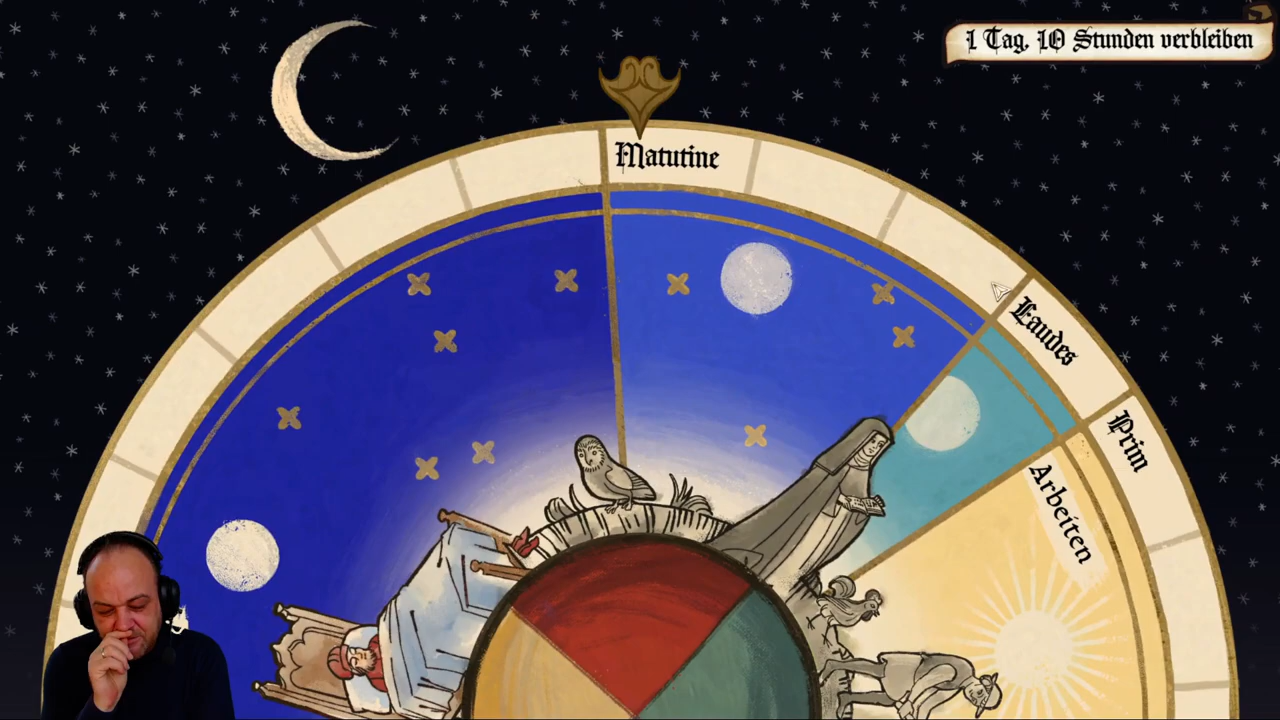 1 Tag, 10 Stunden verbleiben
Matutine
Laudes
Prim
Arbeiten